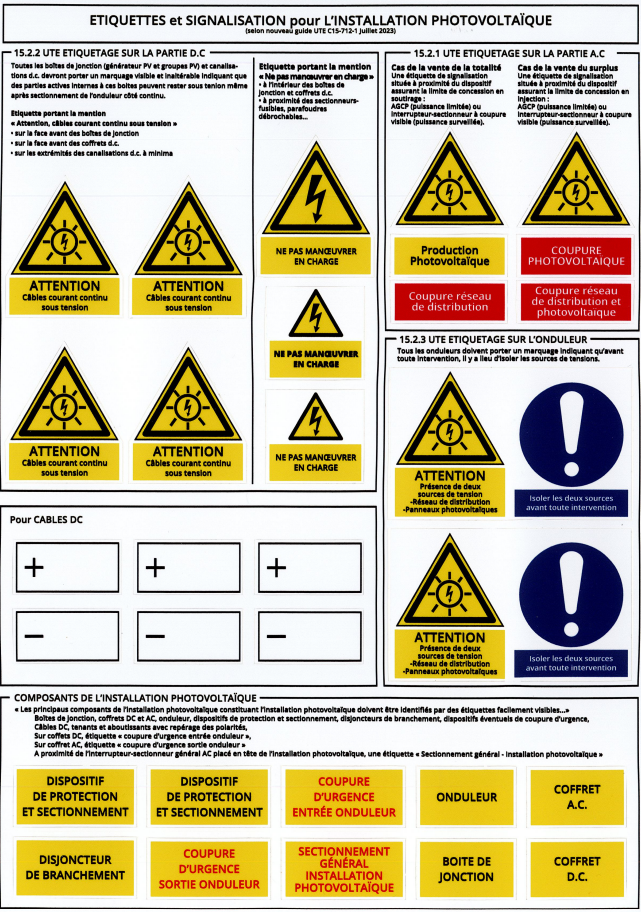 ETIQUETTES et SIGNALISATION pour L'INSTALLATION PHOTOVOLTAÏQUE
(selon nouveau guide UTE C15-712-1 juillet 2023)
15.2.2 UTE ETIQUETAGE SUR LA PARTIE D.C
Toutes les boîtes de jonction (générateur PV et groupes PV) et canalisa-
tions d.c. devront porter un marquage visible et inaltérable indiquant que
des parties actives internes à ces boîtes peuvent rester sous tension même
après sectionnement de l'onduleur côté continu.
Etiquette portant la mention
« Attention, câbles courant continu sous tension »
• sur la face avant des boîtes de jonction
• sur la face avant des coffrets d.c.
• sur les extrémités des canalisations d.c. à minima
ATTENTION
Câbles courant continu
sous tension
ATTENTION
Câbles courant continu
sous tension
ATTENTION
Câbles courant continu
sous tension
ATTENTION
Câbles courant continu
sous tension
Etiquette portant la mention
« Ne pas manœuvrer en charge »
• à l'intérieur des boîtes de
jonction et coffrets d.c.
• à proximité des sectionneurs-
fusibles, parafoudres
débrochables...
NE PAS MANŒUVRER
EN CHARGE
NE PAS MANŒUVRER
EN CHARGE
NE PAS MANŒUVRER
EN CHARGE
15.2.1 UTE ETIQUETAGE SUR LA PARTIE A.C
Cas de la vente de la totalité
Une étiquette de signalisation
située à proximité du dispositif
assurant la limite de concession en
soutirage :
AGCP (puissance limitée) ou
interrupteur-sectionneur à coupure
visible (puissance surveillée).
Cas de la vente du surplus
Une étiquette de signalisation
située à proximité du dispositif
assurant la limite de concession en
injection :
AGCP (puissance limitée) ou
interrupteur-sectionneur à coupure
visible (puissance surveillée).
Production
Photovoltaïque
COUPURE
PHOTOVOLTAÏQUE
Coupure réseau
de distribution
Coupure réseau
de distribution et
photovoltaïque
15.2.3 UTE ETIQUETAGE SUR L'ONDULEUR
Tous les onduleurs doivent porter un marquage indiquant qu'avant
toute intervention, il y a lieu d'isoler les sources de tensions.
ATTENTION
Présence de deux
sources de tension
-Réseau de distribution
-Panneaux photovoltaïques
Isoler les deux sources
avant toute intervention
ATTENTION
Présence de deux
sources de tension
-Réseau de distribution
-Panneaux photovoltaïques
Isoler les deux sources
avant toute intervention
Pour CABLES DC
+ + +
− − −
COMPOSANTS DE L'INSTALLATION PHOTOVOLTAÏQUE
« Les principaux composants de l'installation photovoltaïque constituant l'installation photovoltaïque doivent être identifiés par des étiquettes facilement visibles...»
Boîtes de jonction, coffrets DC et AC, onduleur, dispositifs de protection et sectionnement, disjoncteurs de branchement, dispositifs éventuels de coupure d'urgence,
Câbles DC, tenants et aboutissants avec repérage des polarités,
Sur coffets DC, étiquette « coupure d'urgence entrée onduleur »,
Sur coffret AC, étiquette « coupure d'urgence sortie onduleur »
A proximité de l'interrupteur-sectionneur général AC placé en tête de l'installation photovoltaïque, une étiquette « Sectionnement général - installation photovoltaïque »
DISPOSITIF
DE PROTECTION
ET SECTIONNEMENT
DISPOSITIF
DE PROTECTION
ET SECTIONNEMENT
COUPURE
D'URGENCE
ENTRÉE ONDULEUR
ONDULEUR
COFFRET
A.C.
DISJONCTEUR
DE BRANCHEMENT
COUPURE
D'URGENCE
SORTIE ONDULEUR
SECTIONNEMENT
GÉNÉRAL
INSTALLATION
PHOTOVOLTAÏQUE
BOITE DE
JONCTION
COFFRET
D.C.